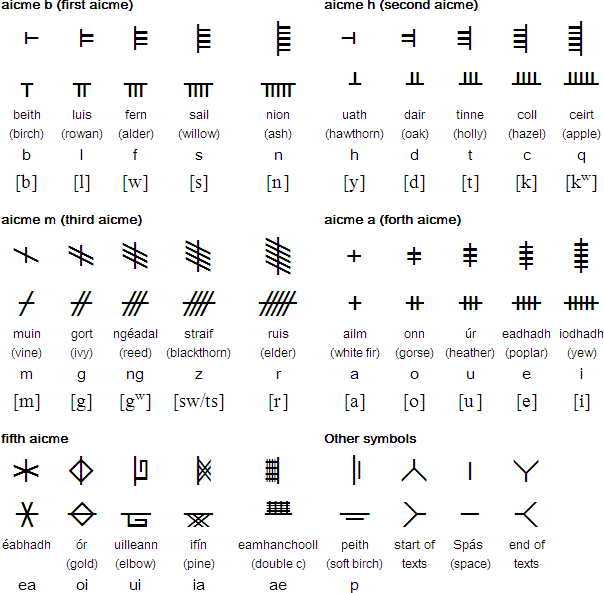 aicme b (first aicme)
ᚁ ᚂ ᚃ ᚄ ᚅ
ᚁ ᚂ ᚃ ᚄ ᚅ
beith luis fern sail nion
(birch) (rowan) (alder) (willow) (ash)
b l f s n
[b] [l] [w] [s] [n]
aicme h (second aicme)
ᚆ ᚇ ᚈ ᚉ ᚊ
ᚆ ᚇ ᚈ ᚉ ᚊ
uath dair tinne coll ceirt
(hawthorn) (oak) (holly) (hazel) (apple)
h d t c q
[y] [d] [t] [k] [kʷ]
aicme m (third aicme)
ᚋ ᚌ ᚍ ᚎ ᚏ
ᚋ ᚌ ᚍ ᚎ ᚏ
muin gort ngéadal straif ruis
(vine) (ivy) (reed) (blackthorn) (elder)
m g ng z r
[m] [g] [gʷ] [sw/ts] [r]
aicme a (forth aicme)
ᚐ ᚑ ᚒ ᚓ ᚔ
ᚐ ᚑ ᚒ ᚓ ᚔ
ailm onn úr eadhadh iodhadh
(white fir) (gorse) (heather) (poplar) (yew)
a o u e i
[a] [o] [u] [e] [i]
fifth aicme
ᚕ ᚖ ᚗ ᚘ ᚙ
ᚕ ᚖ ᚗ ᚘ ᚙ
éabhadh ór uilleann ifín eamhanchooll
(gold) (elbow) (pine) (double c)
ea oi ui ia ae
Other symbols
ᚚ ᚛   ᚜
ᚚ ᚛   ᚜
peith start of Spás end of
(soft birch) texts (space) texts
p